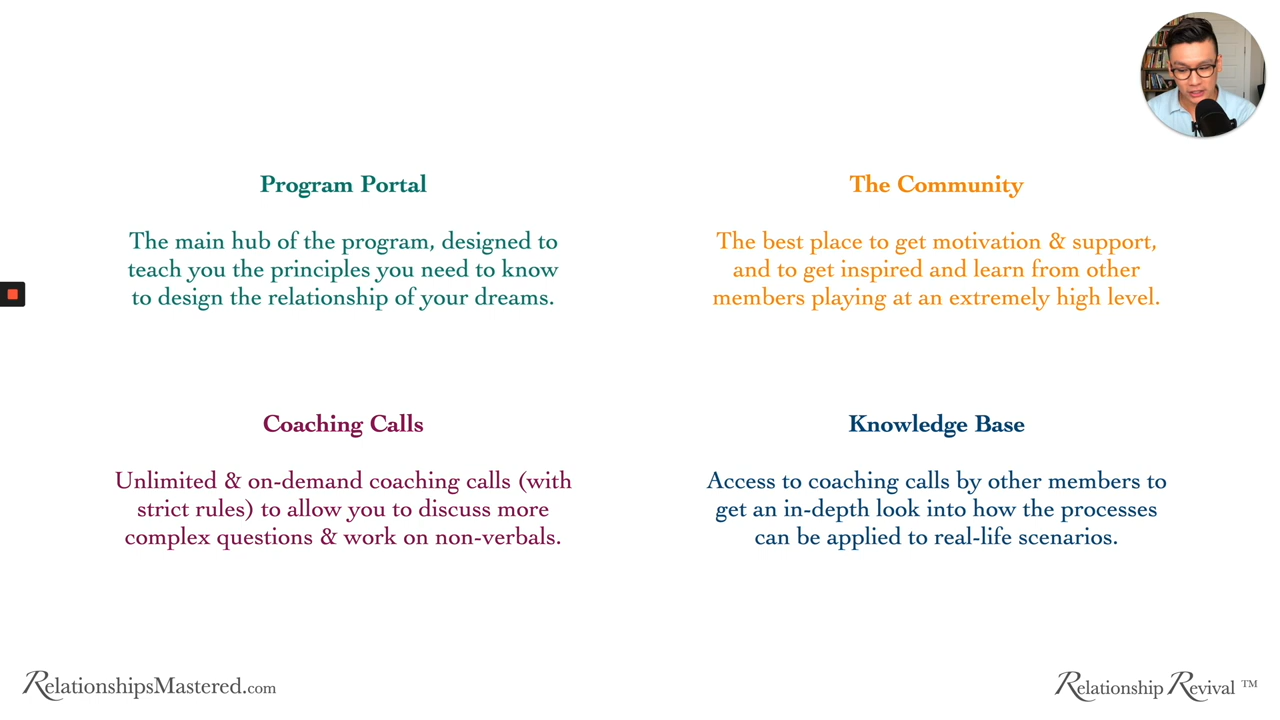 Program Portal
The main hub of the program, designed to
teach you the principles you need to know
to design the relationship of your dreams.
The Community
The best place to get motivation & support,
and to get inspired and learn from other
members playing at an extremely high level.
Coaching Calls
Unlimited & on-demand coaching calls (with
strict rules) to allow you to discuss more
complex questions & work on non-verbals.
Knowledge Base
Access to coaching calls by other members to
get an in-depth look into how the processes
can be applied to real-life scenarios.
RelationshipsMastered.com
Relationship Revival ™